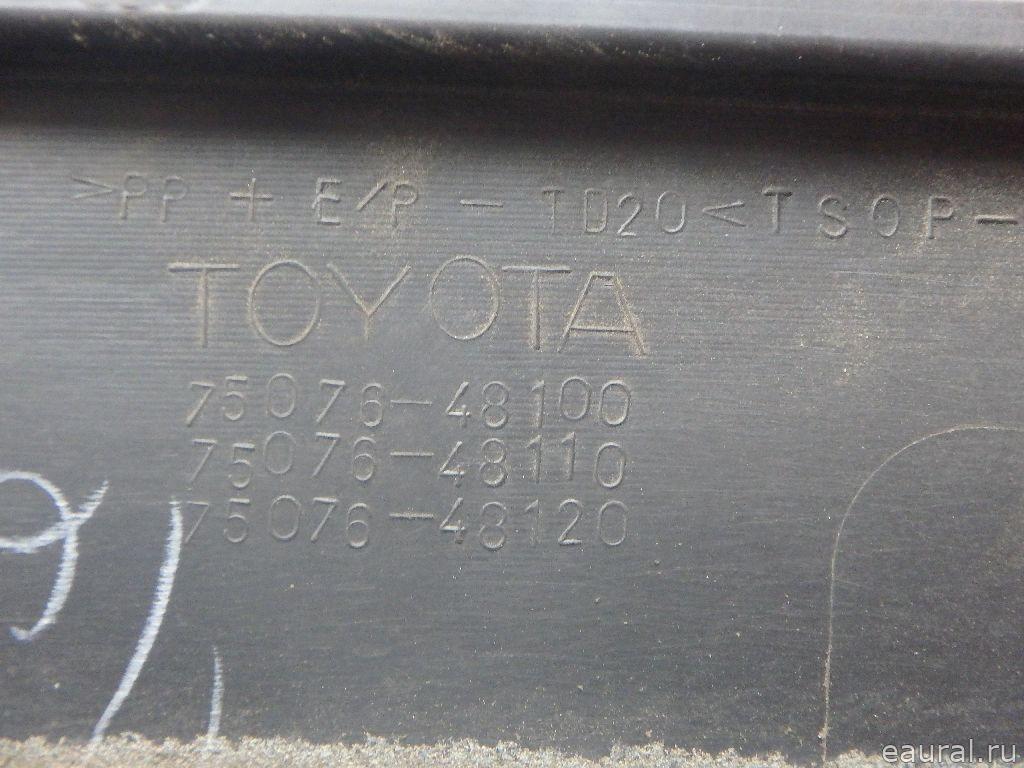 >PP + E/P - TD20< TSOP-
TOYOTA
75076-48100
75076-48110
75076-48120
eaural.ru